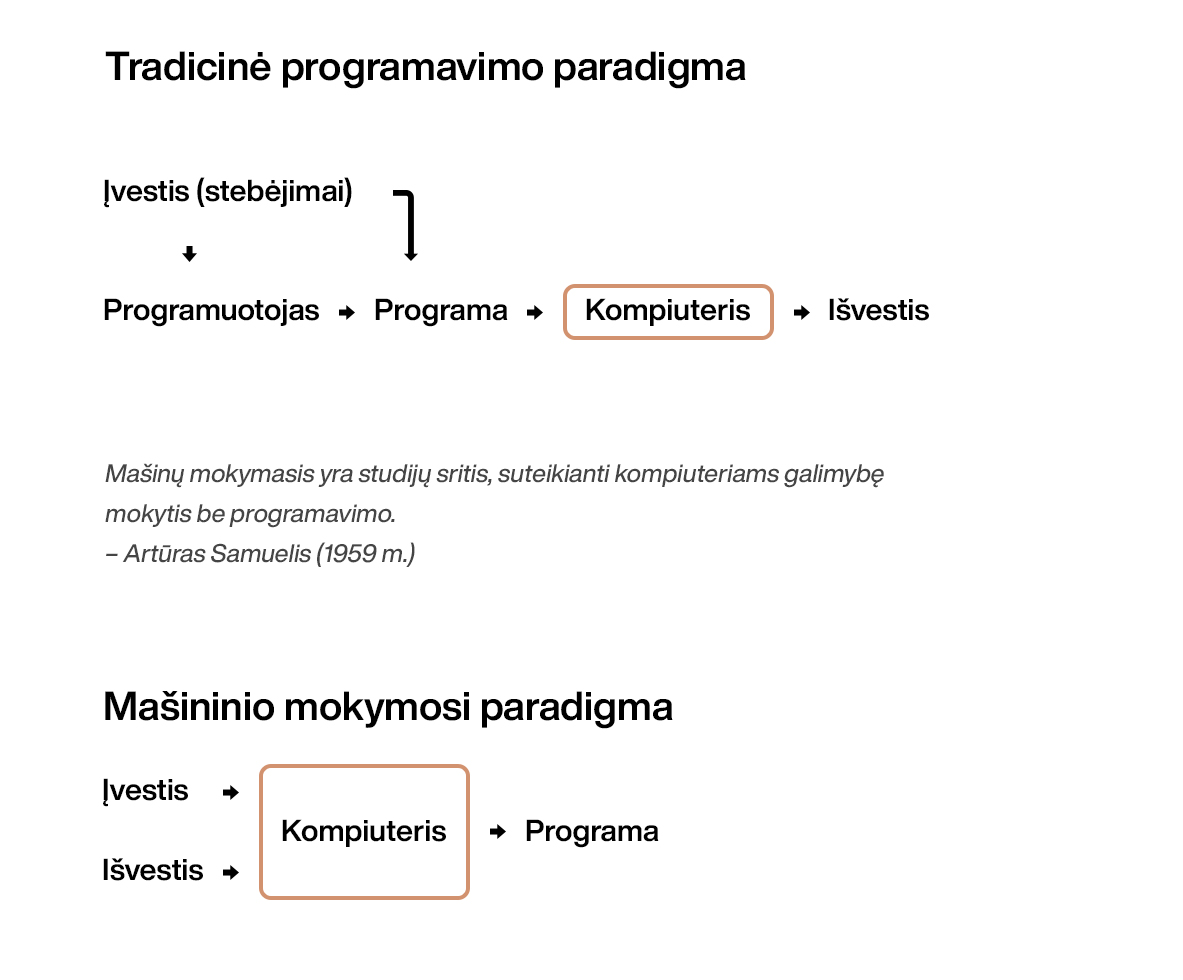 Tradicinė programavimo paradigma
Įvestis (stebėjimai)
Programuotojas
Programa
Kompiuteris
Išvestis
Mašinų mokymasis yra studijų sritis, suteikianti kompiuteriams galimybę
mokytis be programavimo.
– Artūras Samuelis (1959 m.)
Mašininio mokymosi paradigma
Įvestis
Išvestis
Kompiuteris
Programa